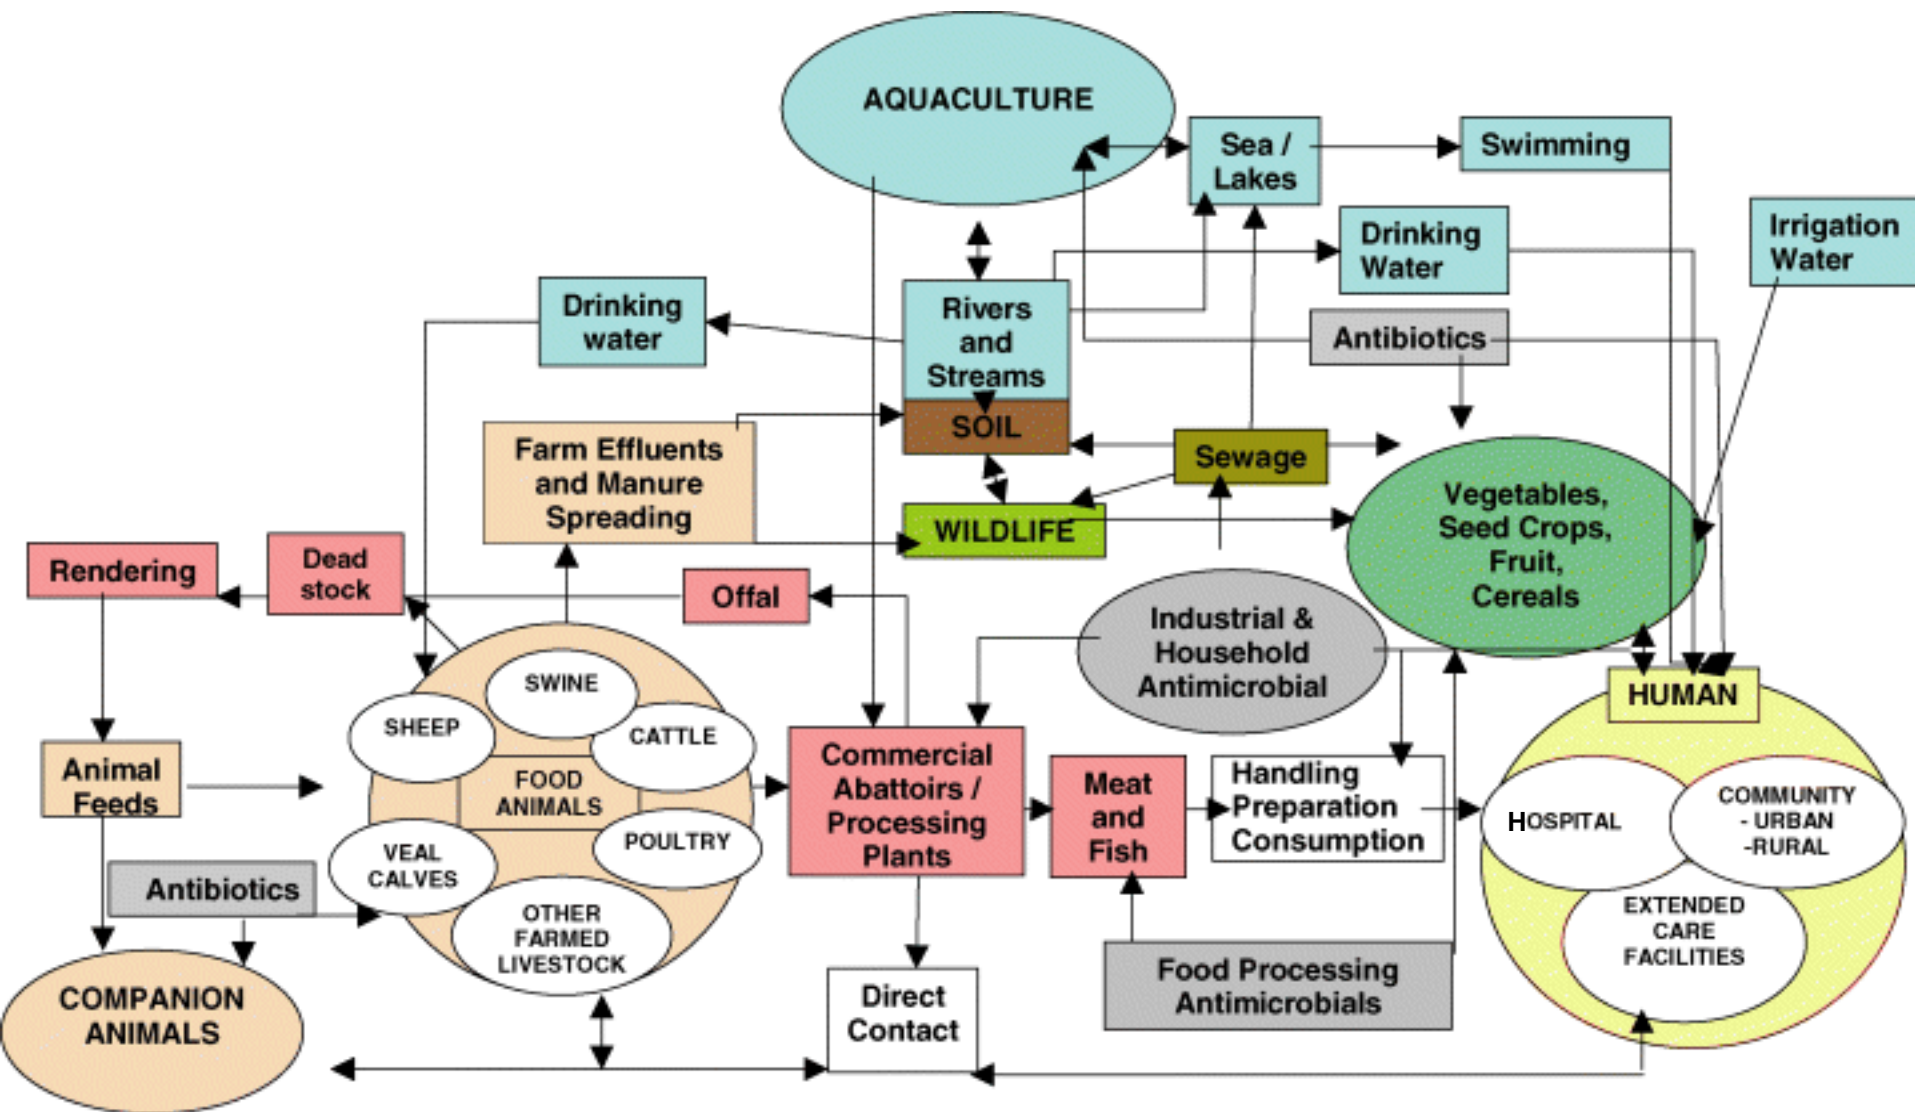 AQUACULTURE
Sea /
Lakes
Swimming
Irrigation
Water
Drinking
Water
Drinking
water
Rivers
and
Streams
Antibiotics
SOIL
Farm Effluents
and Manure
Spreading
Sewage
WILDLIFE
Vegetables,
Seed Crops,
Fruit,
Cereals
Rendering
Dead
stock
Offal
Industrial &
Household
Antimicrobial
HUMAN
SWINE
SHEEP
CATTLE
FOOD
ANIMALS
POULTRY
VEAL
CALVES
OTHER
FARMED
LIVESTOCK
Animal
Feeds
Commercial
Abattoirs /
Processing
Plants
Meat
and
Fish
Handling
Preparation
Consumption
HOSPITAL
COMMUNITY
- URBAN
-RURAL
EXTENDED
CARE
FACILITIES
Antibiotics
COMPANION
ANIMALS
Direct
Contact
Food Processing
Antimicrobials